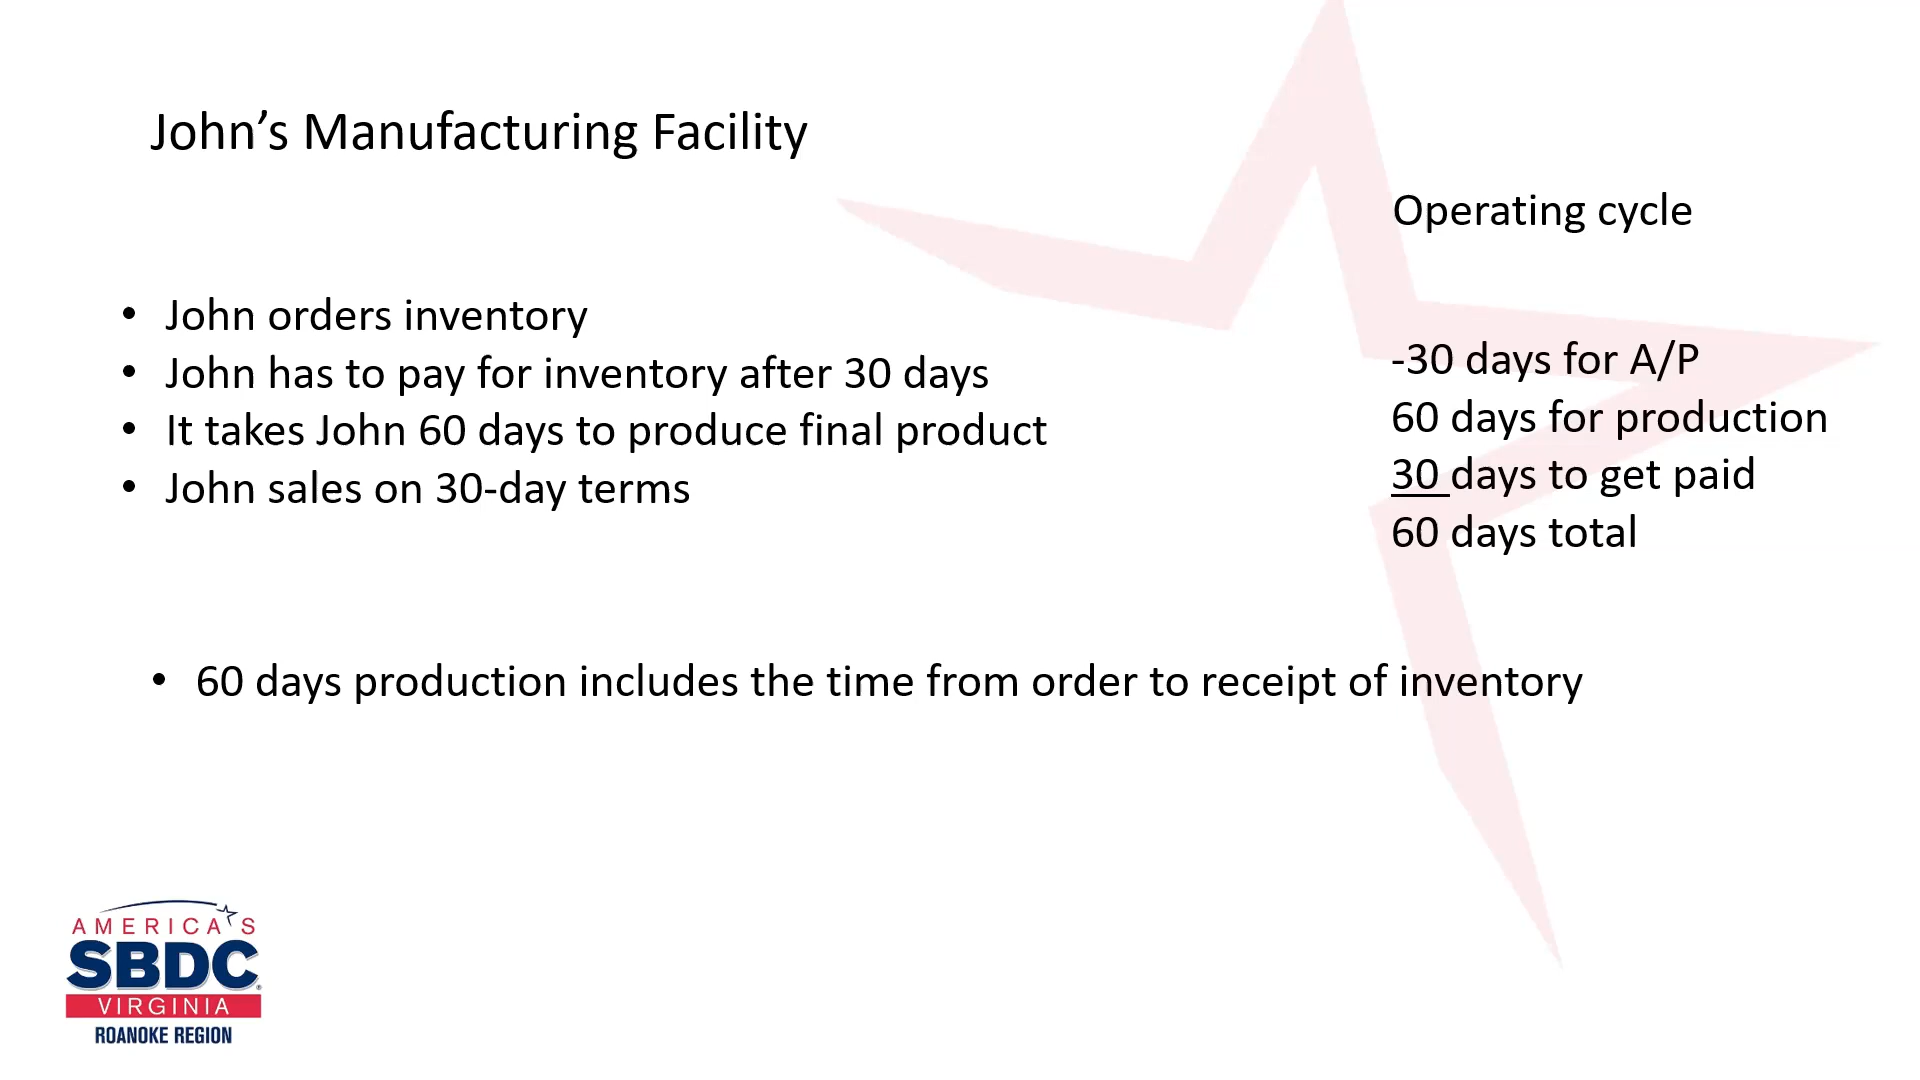 John’s Manufacturing Facility
Operating cycle
• John orders inventory
• John has to pay for inventory after 30 days
• It takes John 60 days to produce final product
• John sales on 30-day terms
-30 days for A/P
60 days for production
30 days to get paid
60 days total
• 60 days production includes the time from order to receipt of inventory
AMERICA'S
SBDC
VIRGINIA
ROANOKE REGION